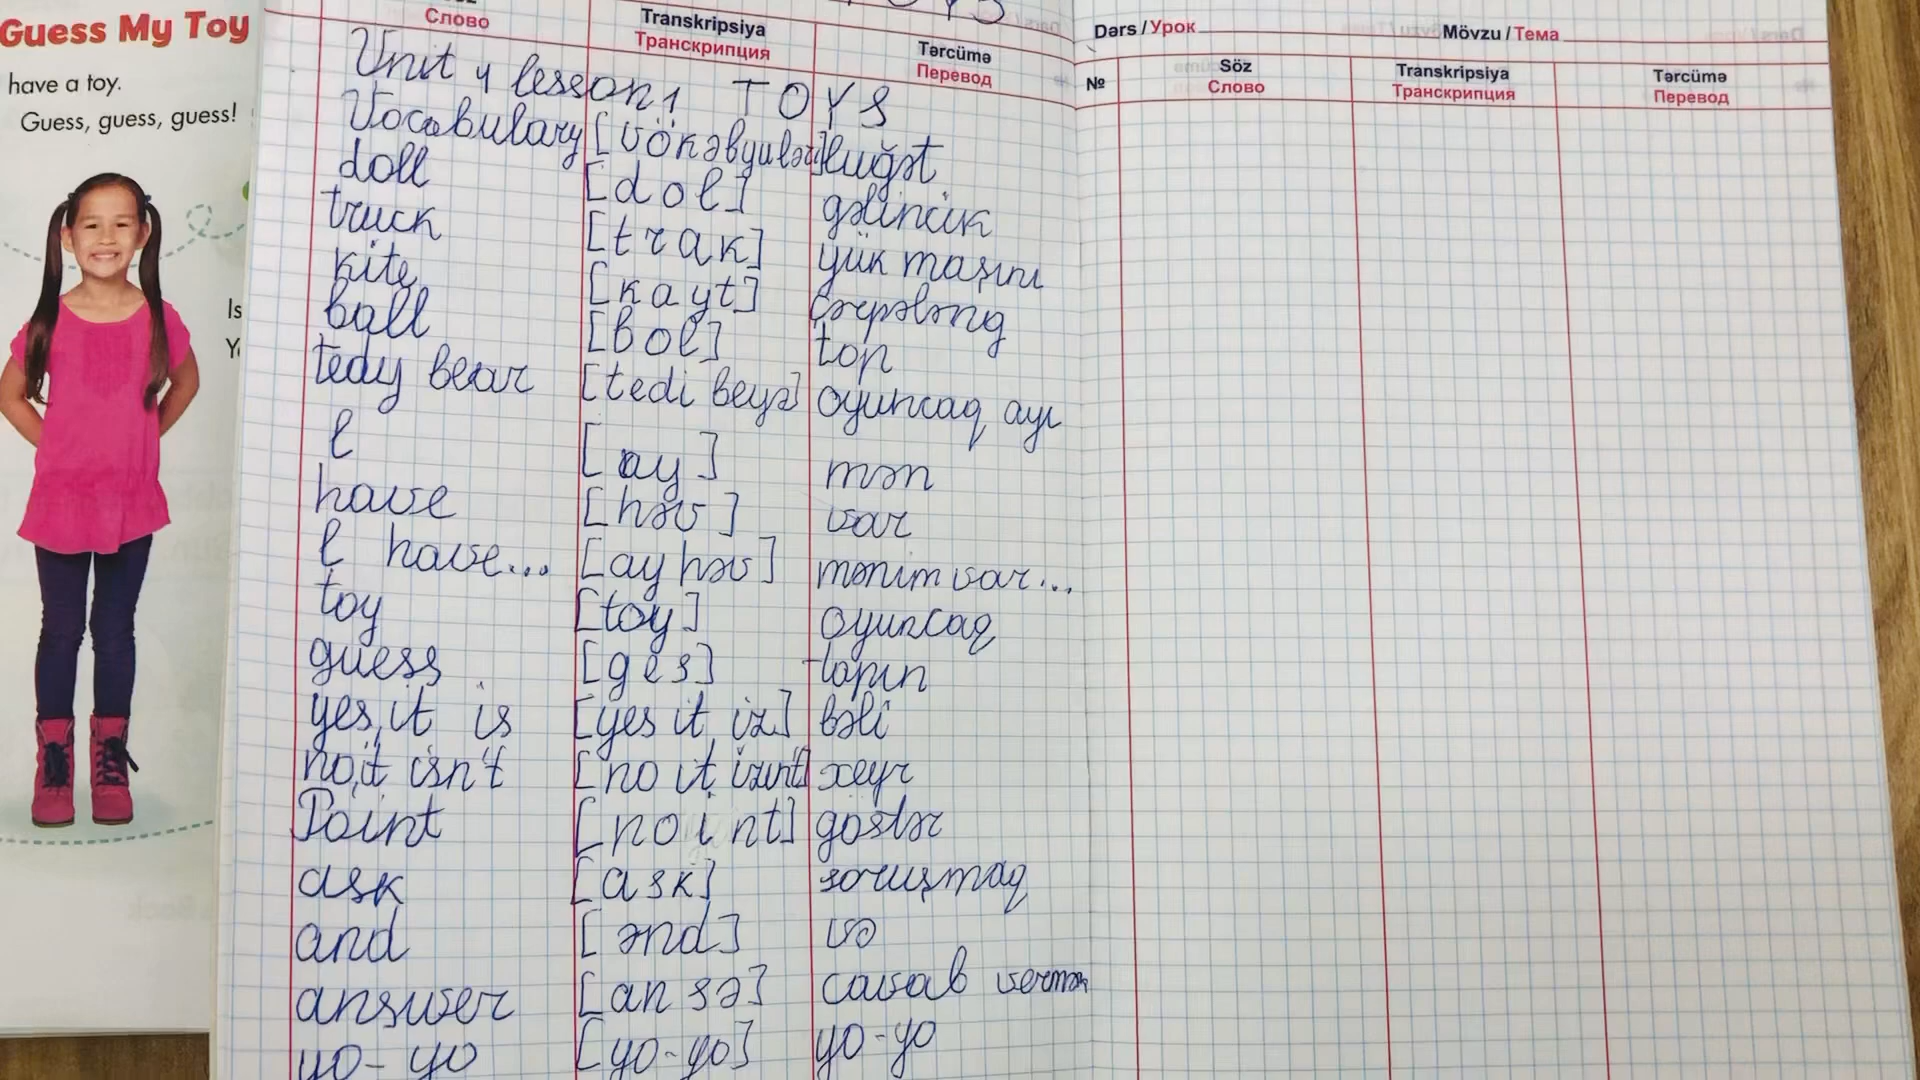 Guess My Toy
have a toy.
Guess, guess, guess!
Is
Слово
Transkripsiya
Транскрипция
Tərcümə
Перевод
Unit 4 lesson 1 TOYS
Vocabulary [vökəbyuləri] luğət
doll [dol] gəlincik
truck [trak] yük maşını
kite [kayt] çərpələng
ball [bol] top
tedy bear [tedi beyə] oyuncaq ayı
I [ay] mən
have [həv] var
I have... [ay həv] mənim var...
toy [toy] oyuncaq
guess [ges] tapın
yes, it is [yes it iz] bəli
no, it isn't [no it iznt] xeyr
Point [point] göstər
ask [ask] soruşmaq
and [ənd] və
answer [ansə] cavab vermək
yo-yo [yo-yo] yo-yo
Dərs / Урок Mövzu / Тема
№
Söz
Слово
Transkripsiya
Транскрипция
Tərcümə
Перевод